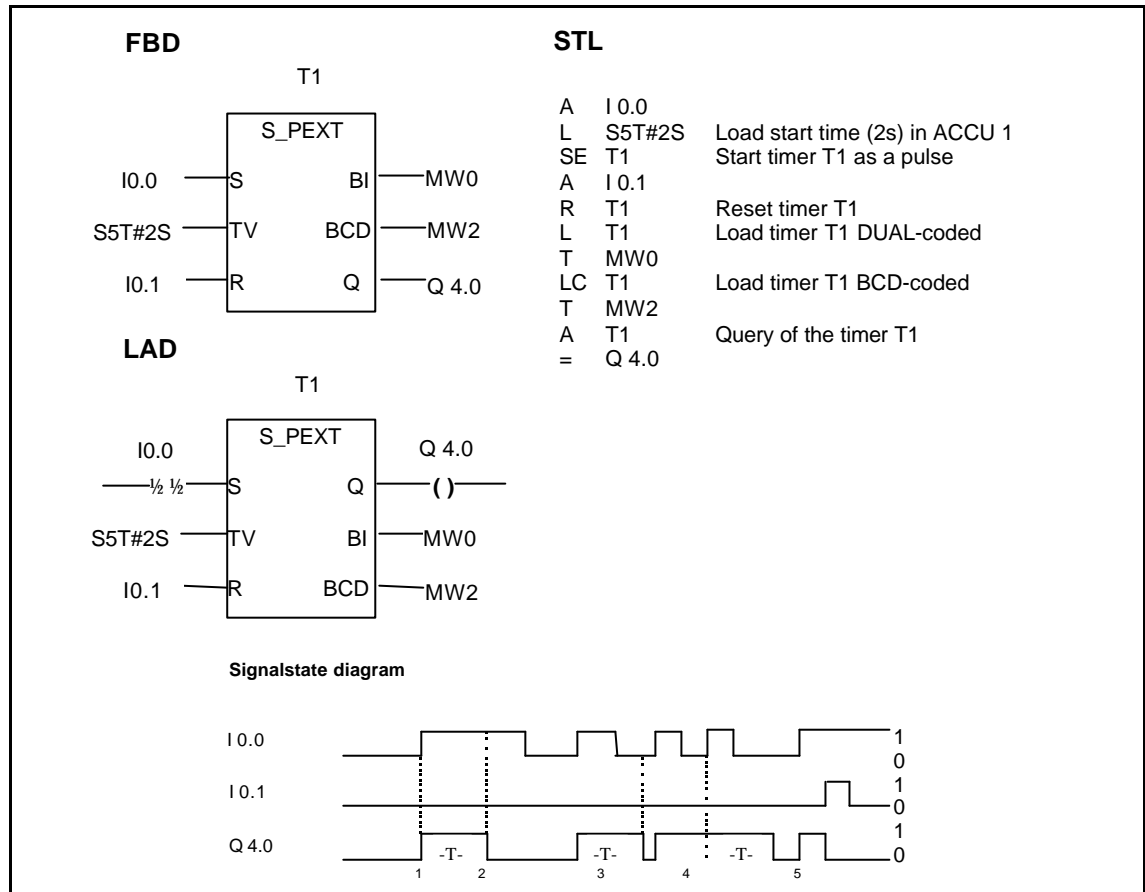 FBD
T1
S_PEXT
I0.0 S BI MW0
S5T#2S TV BCD MW2
I0.1 R Q Q 4.0
STL
A I 0.0
L S5T#2S Load start time (2s) in ACCU 1
SE T1 Start timer T1 as a pulse
A I 0.1
R T1 Reset timer T1
L T1 Load timer T1 DUAL-coded
T MW0
LC T1 Load timer T1 BCD-coded
T MW2
A T1 Query of the timer T1
= Q 4.0
LAD
T1
S_PEXT
I0.0 Q 4.0
½ ½ S Q ( )
S5T#2S TV BI MW0
I0.1 R BCD MW2
Signalstate diagram
I 0.0 1
0
I 0.1 1
0
Q 4.0 1
-T- -T- -T- 0
1 2 3 4 5